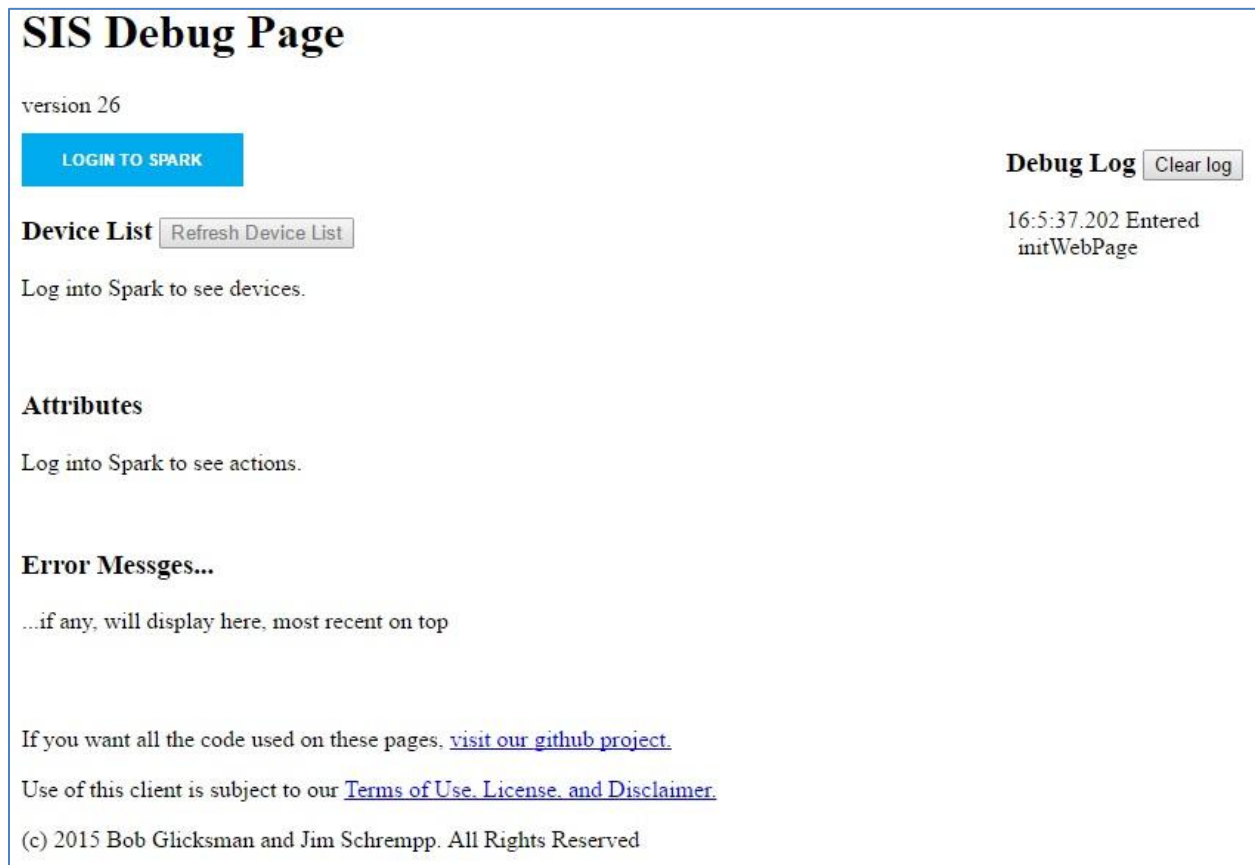 SIS Debug Page
version 26
LOGIN TO SPARK
Device List Refresh Device List
Log into Spark to see devices.
Attributes
Log into Spark to see actions.
Error Messges...
...if any, will display here, most recent on top
If you want all the code used on these pages, visit our github project.
Use of this client is subject to our Terms of Use, License, and Disclaimer.
(c) 2015 Bob Glicksman and Jim Schrempp. All Rights Reserved
Debug Log Clear log
16:5:37.202 Entered
initWebPage